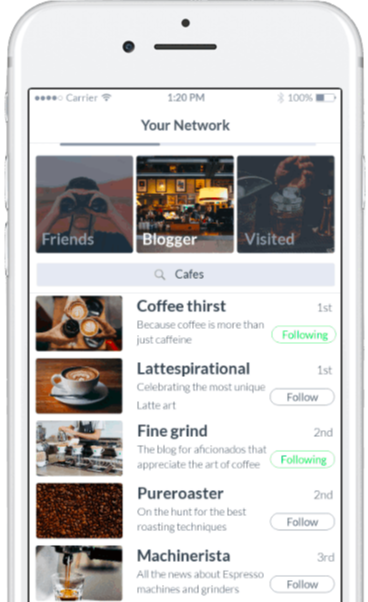 Carrier 1:20 PM 100%
Your Network
Friends Blogger Visited
Cafes
Coffee thirst 1st
Because coffee is more than
just caffeine
Following
Lattespirational 1st
Celebrating the most unique
Latte art
Follow
Fine grind 2nd
The blog for aficionados that
appreciate the art of coffee
Following
Pureroaster 2nd
On the hunt for the best
roasting techniques
Follow
Machinerista 3rd
All the news about Espresso
machines and grinders
Follow